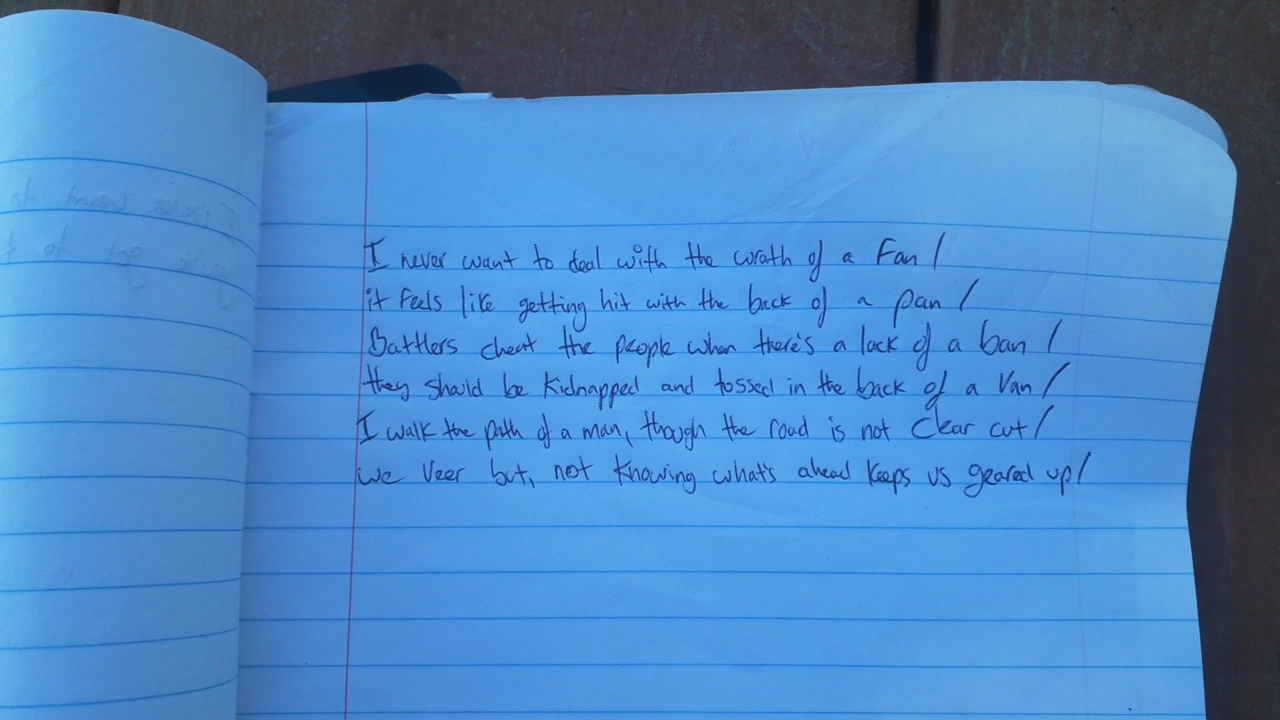 I never want to deal with the wrath of a Fan /
it feels like getting hit with the back of a pan /
Battlers cheat the people when there's a lack of a ban /
they should be kidnapped and tossed in the back of a van /
I walk the path of a man, though the road is not clear cut /
we veer but, not knowing what's ahead keeps us geared up /